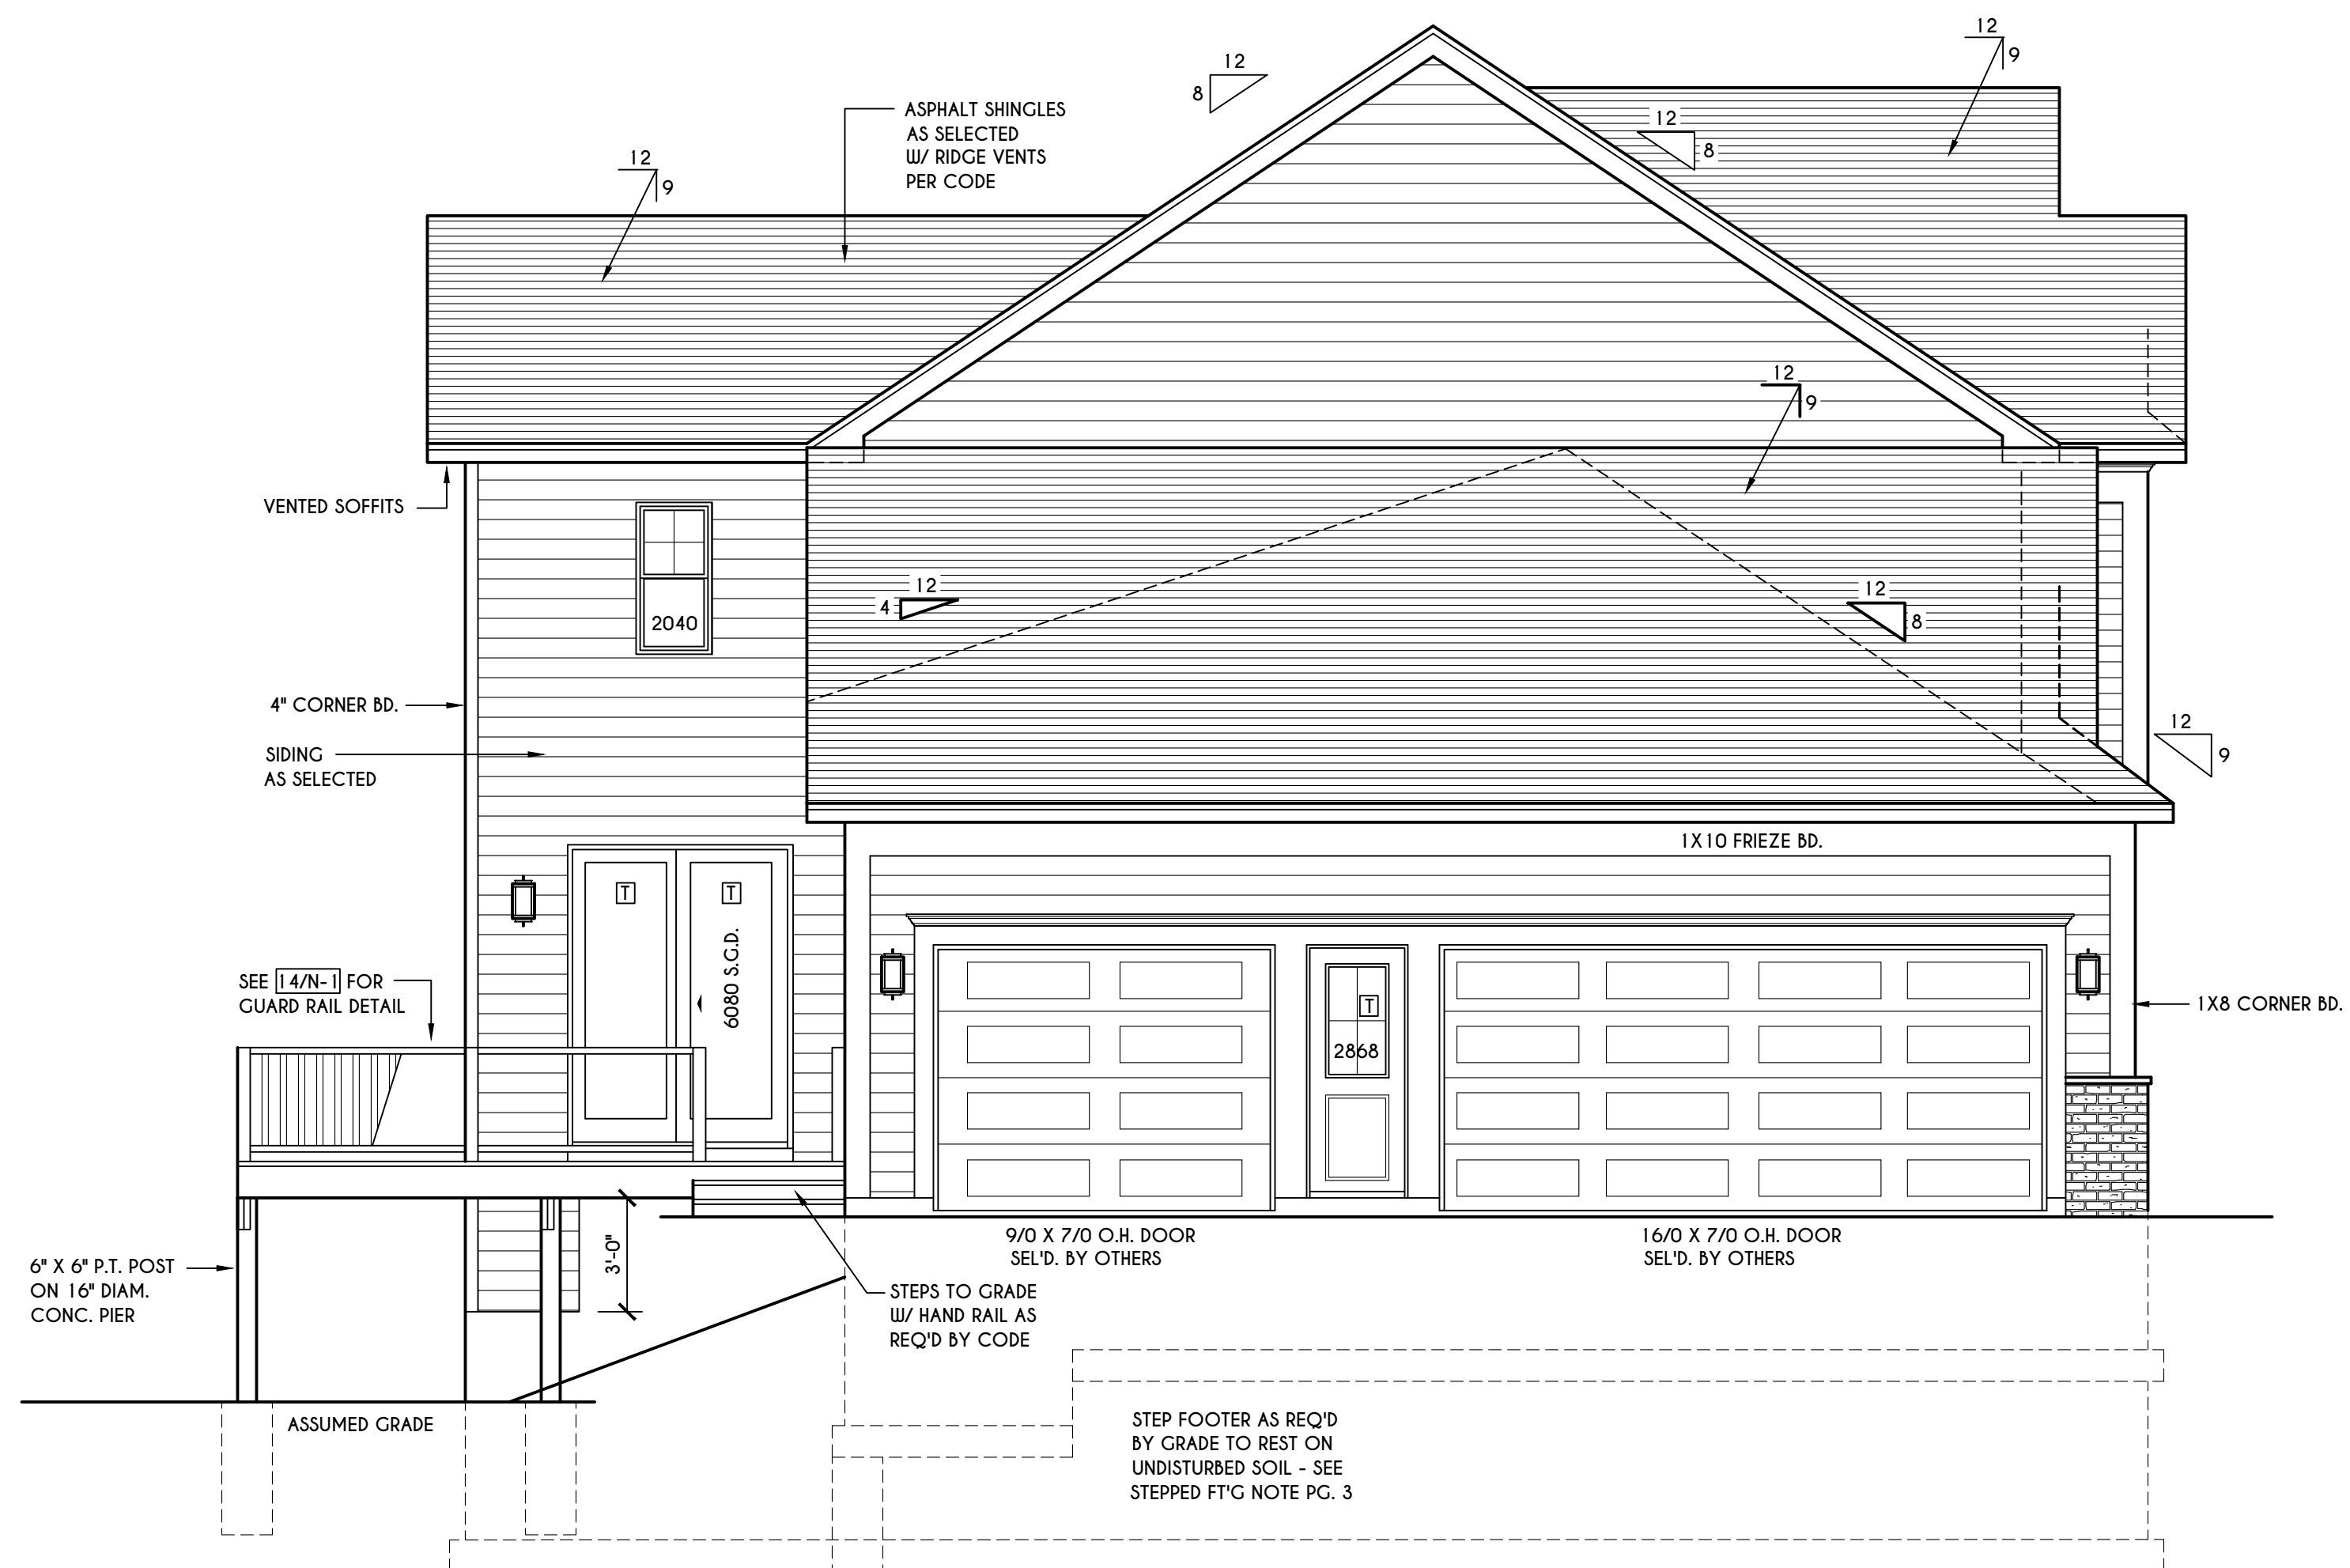 12
9
12
8
12
8
ASPHALT SHINGLES
AS SELECTED
W/ RIDGE VENTS
PER CODE
12
9
12
9
VENTED SOFFITS
12
4
12
8
2040
4" CORNER BD.
SIDING
AS SELECTED
12
9
1X10 FRIEZE BD.
T
T
6080 S.G.D.
SEE 14/N-1 FOR
GUARD RAIL DETAIL
T
2868
1X8 CORNER BD.
9/0 X 7/0 O.H. DOOR
SEL'D. BY OTHERS
16/0 X 7/0 O.H. DOOR
SEL'D. BY OTHERS
3'-0"
6" X 6" P.T. POST
ON 16" DIAM.
CONC. PIER
STEPS TO GRADE
W/ HAND RAIL AS
REQ'D BY CODE
ASSUMED GRADE
STEP FOOTER AS REQ'D
BY GRADE TO REST ON
UNDISTURBED SOIL - SEE
STEPPED FT'G NOTE PG. 3